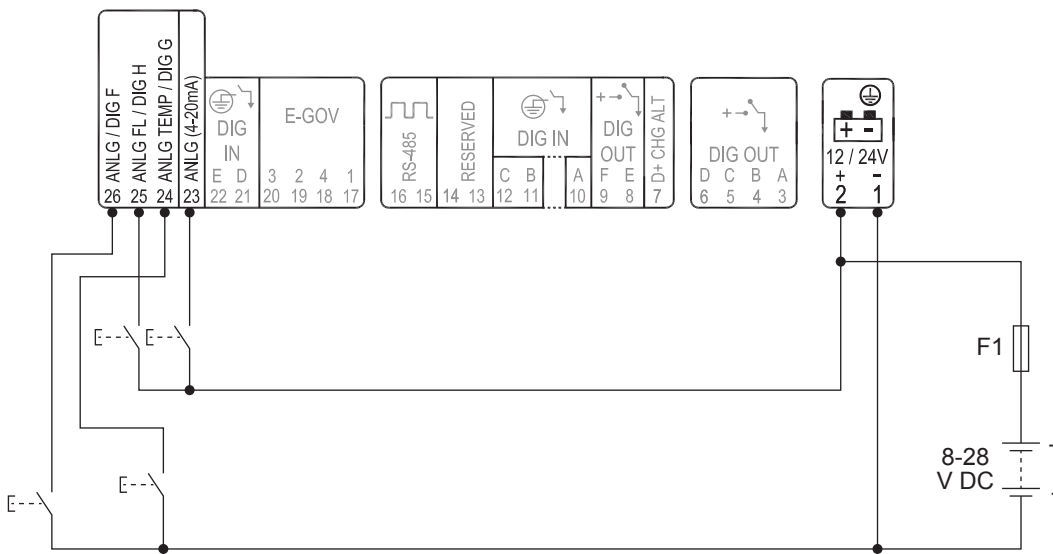 26 ANLG / DIG F
25 ANLG FL / DIG H
24 ANLG TEMP / DIG G
23 ANLG (4-20mA)
DIG
IN
E D
22 21
E-GOV
3 2 4 1
20 19 18 17
RS-485
16 15
RESERVED
14 13
DIG IN
C B A
12 11 10
+
DIG
OUT
F E
9 8
D+ CHG ALT
7
+
DIG OUT
D C B A
6 5 4 3
+ -
12 / 24V
+ -
2 1
F1
8-28
V DC